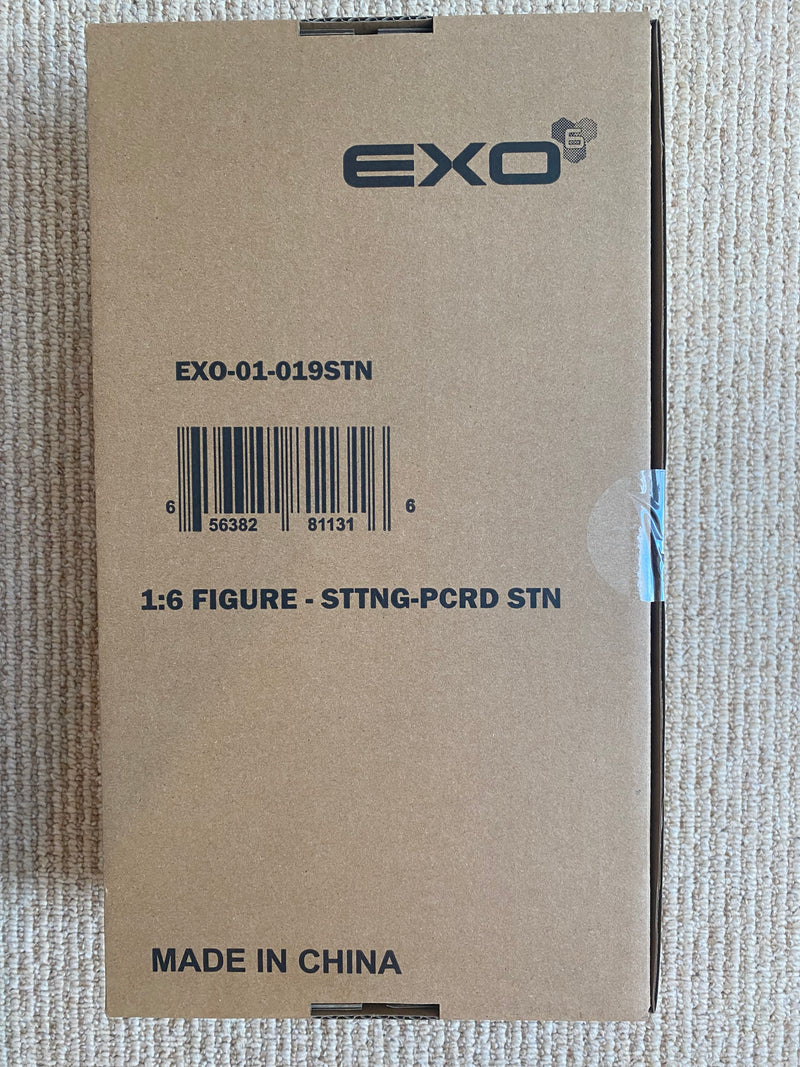 EXO 6
EXO-01-019STN
6 56382 81131 6
1:6 FIGURE - STTNG-PCRD STN
MADE IN CHINA